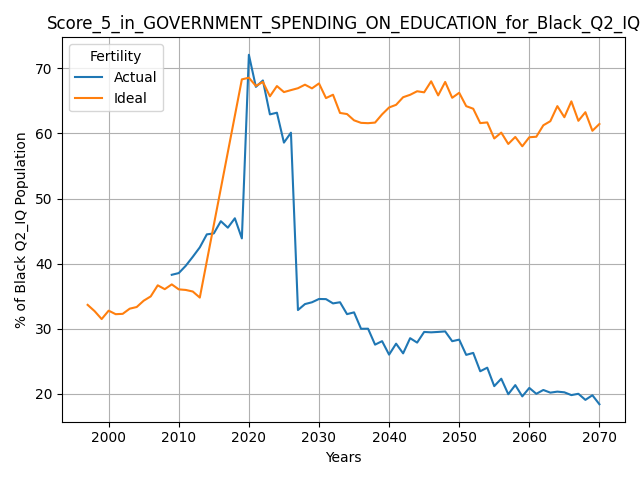 Score_5_in_GOVERNMENT_SPENDING_ON_EDUCATION_for_Black_Q2_IQ
Fertility
Actual
Ideal
% of Black Q2_IQ Population
70
60
50
40
30
20
2000
2010
2020
2030
2040
2050
2060
2070
Years